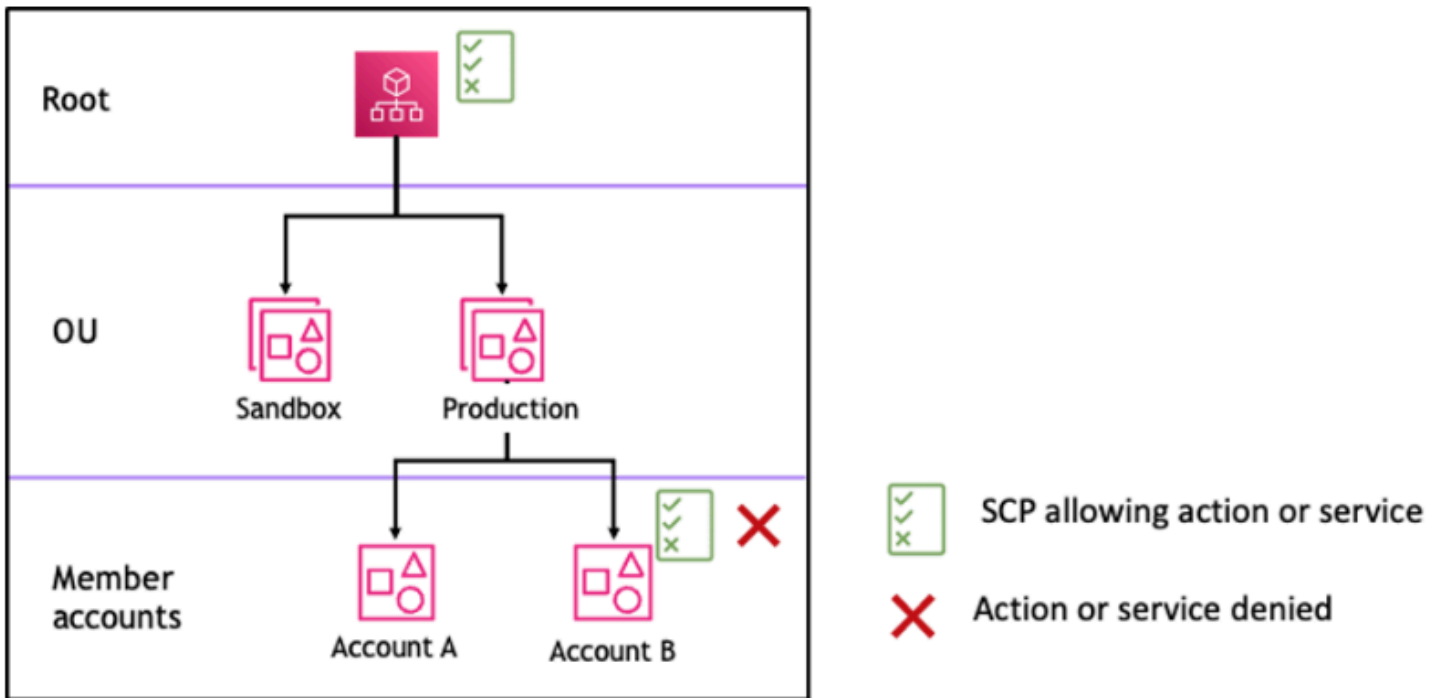 Root
OU
Sandbox
Production
Member
accounts
Account A
Account B
SCP allowing action or service
Action or service denied